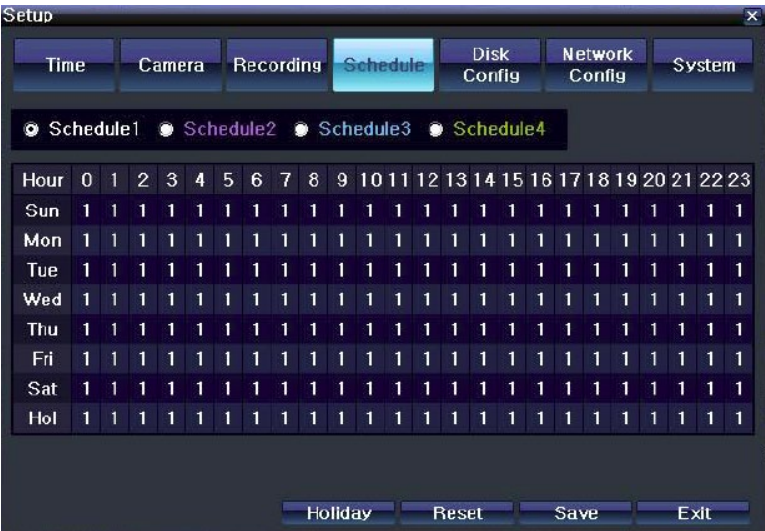 Setup
Time Camera Recording Schedule Disk Config Network Config System
Schedule1 Schedule2 Schedule3 Schedule4
Hour 0 1 2 3 4 5 6 7 8 9 10 11 12 13 14 15 16 17 18 19 20 21 22 23
Sun 1 1 1 1 1 1 1 1 1 1 1 1 1 1 1 1 1 1 1 1 1 1 1 1
Mon 1 1 1 1 1 1 1 1 1 1 1 1 1 1 1 1 1 1 1 1 1 1 1 1
Tue 1 1 1 1 1 1 1 1 1 1 1 1 1 1 1 1 1 1 1 1 1 1 1 1
Wed 1 1 1 1 1 1 1 1 1 1 1 1 1 1 1 1 1 1 1 1 1 1 1 1
Thu 1 1 1 1 1 1 1 1 1 1 1 1 1 1 1 1 1 1 1 1 1 1 1 1
Fri 1 1 1 1 1 1 1 1 1 1 1 1 1 1 1 1 1 1 1 1 1 1 1 1
Sat 1 1 1 1 1 1 1 1 1 1 1 1 1 1 1 1 1 1 1 1 1 1 1 1
Hol 1 1 1 1 1 1 1 1 1 1 1 1 1 1 1 1 1 1 1 1 1 1 1 1
Holiday Reset Save Exit